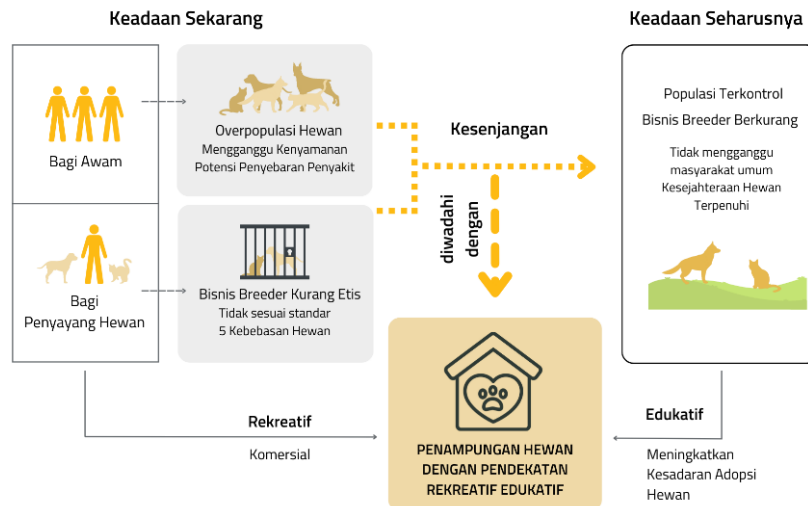 Keadaan Sekarang
Keadaan Seharusnya
Bagi Awam
Overpopulasi Hewan
Mengganggu Kenyamanan
Potensi Penyebaran Penyakit
Kesenjangan
diwadahi
dengan
Populasi Terkontrol
Bisnis Breeder Berkurang
Tidak mengganggu
masyarakat umum
Kesejahteraan Hewan
Terpenuhi
Bagi
Penyayang Hewan
Bisnis Breeder Kurang Etis
Tidak sesuai standar
5 Kebebasan Hewan
Rekreatif
Komersial
PENAMPUNGAN HEWAN
DENGAN PENDEKATAN
REKREATIF EDUKATIF
Edukatif
Meningkatkan
Kesadaran Adopsi
Hewan